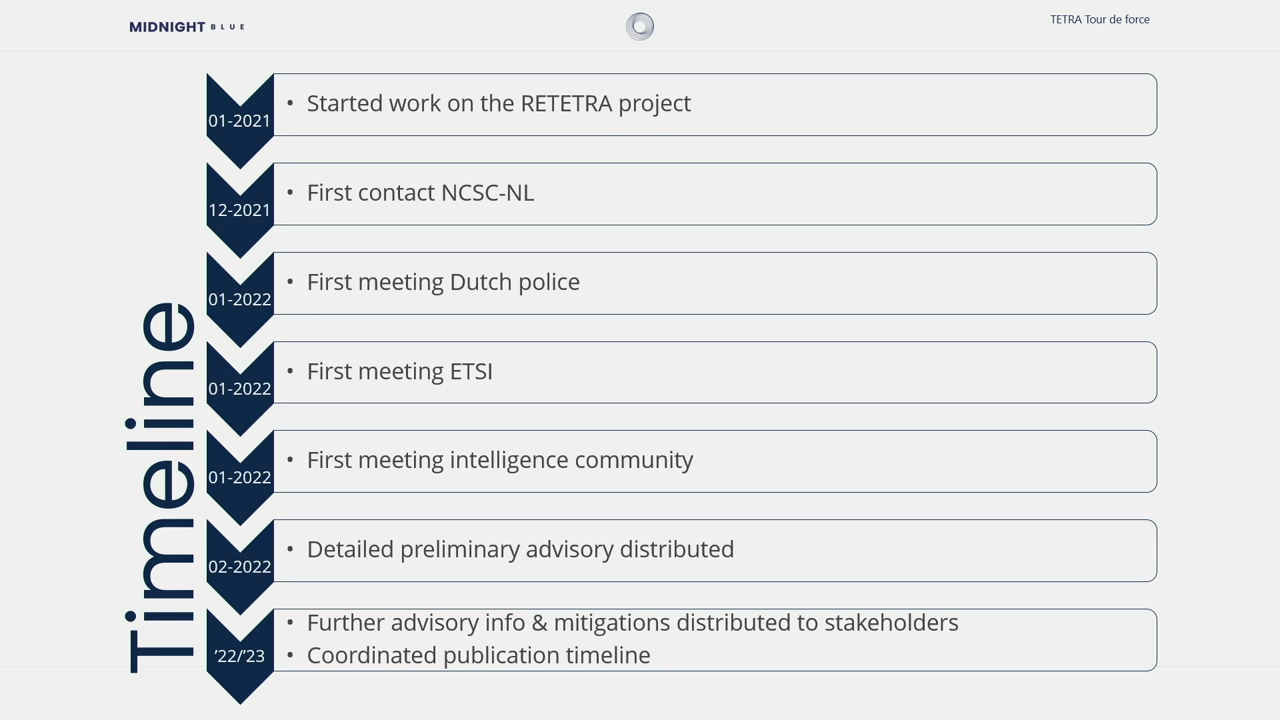 MIDNIGHT BLUE
TETRA Tour de force
Timeline
01-2021
• Started work on the RETETRA project
12-2021
• First contact NCSC-NL
01-2022
• First meeting Dutch police
01-2022
• First meeting ETSI
01-2022
• First meeting intelligence community
02-2022
• Detailed preliminary advisory distributed
’22/’23
• Further advisory info & mitigations distributed to stakeholders
• Coordinated publication timeline